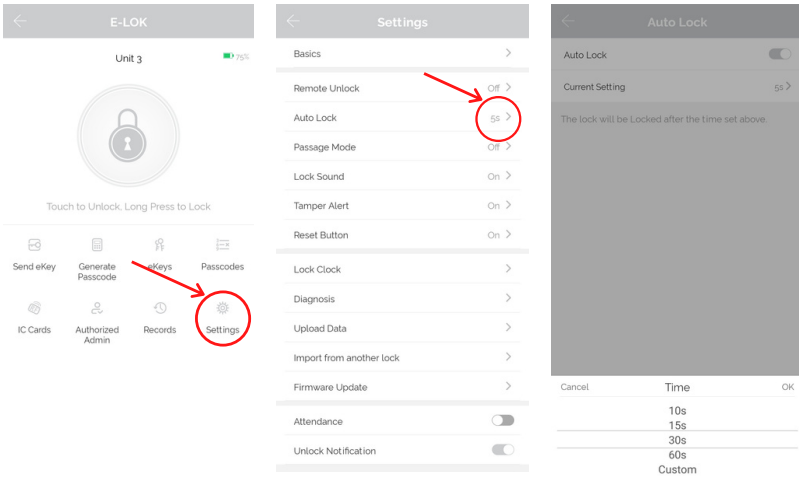 E-LOK
Unit 3
75%
Touch to Unlock, Long Press to Lock
Send eKey
Generate Passcode
eKeys
Passcodes
IC Cards
Authorized Admin
Records
Settings
Settings
Basics
Remote Unlock Off
Auto Lock 5s
Passage Mode Off
Lock Sound On
Tamper Alert On
Reset Button On
Lock Clock
Diagnosis
Upload Data
Import from another lock
Firmware Update
Attendance
Unlock Notification
Auto Lock
Auto Lock
Current Setting 5s
The lock will be Locked after the time set above.
Cancel Time OK
10s
15s
30s
60s
Custom